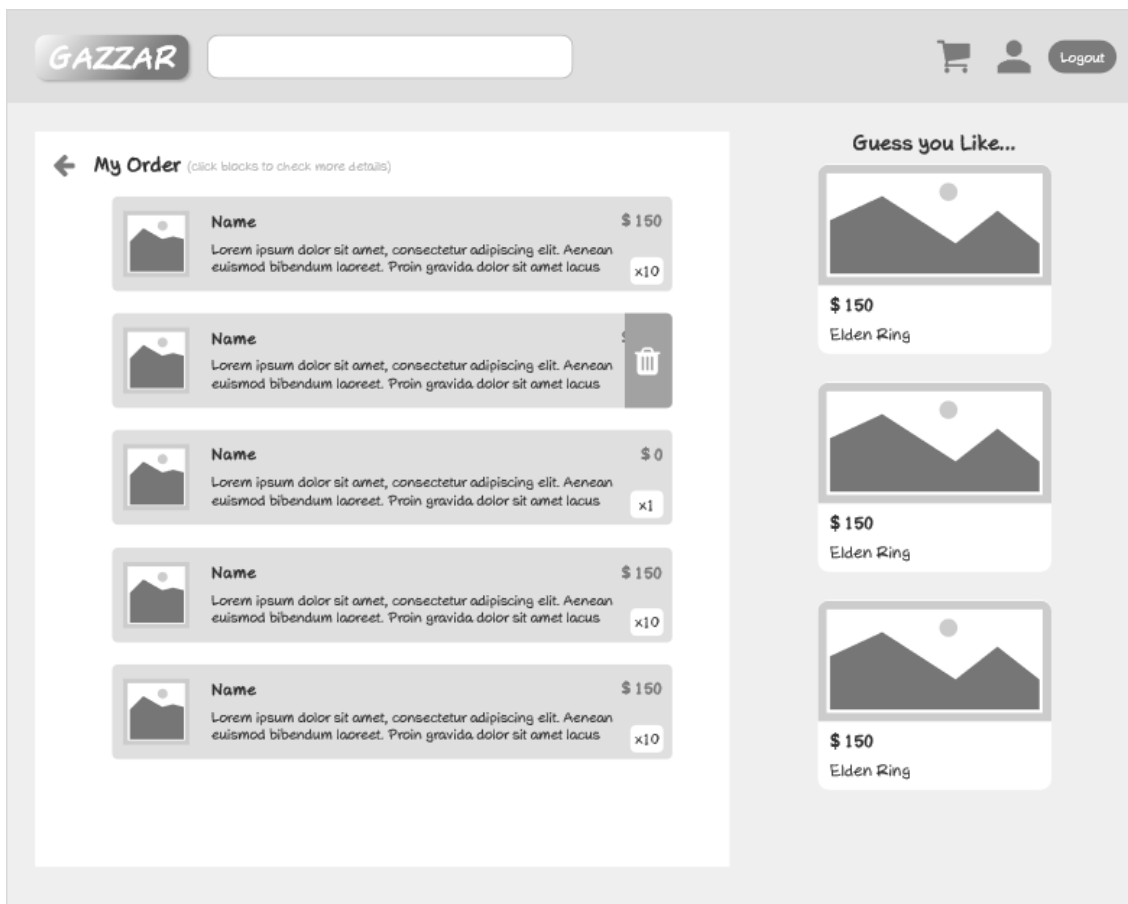 GAZZAR
Logout
My Order (click blocks to check more details)
Name
$ 150
Lorem ipsum dolor sit amet, consectetur adipiscing elit. Aenean
euismod bibendum laoreet. Proin gravida dolor sit amet lacus
x10
Name
Lorem ipsum dolor sit amet, consectetur adipiscing elit. Aenean
euismod bibendum laoreet. Proin gravida dolor sit amet lacus
Name
$ 0
Lorem ipsum dolor sit amet, consectetur adipiscing elit. Aenean
euismod bibendum laoreet. Proin gravida dolor sit amet lacus
x1
Name
$ 150
Lorem ipsum dolor sit amet, consectetur adipiscing elit. Aenean
euismod bibendum laoreet. Proin gravida dolor sit amet lacus
x10
Name
$ 150
Lorem ipsum dolor sit amet, consectetur adipiscing elit. Aenean
euismod bibendum laoreet. Proin gravida dolor sit amet lacus
x10
Guess you Like...
$ 150
Elden Ring
$ 150
Elden Ring
$ 150
Elden Ring